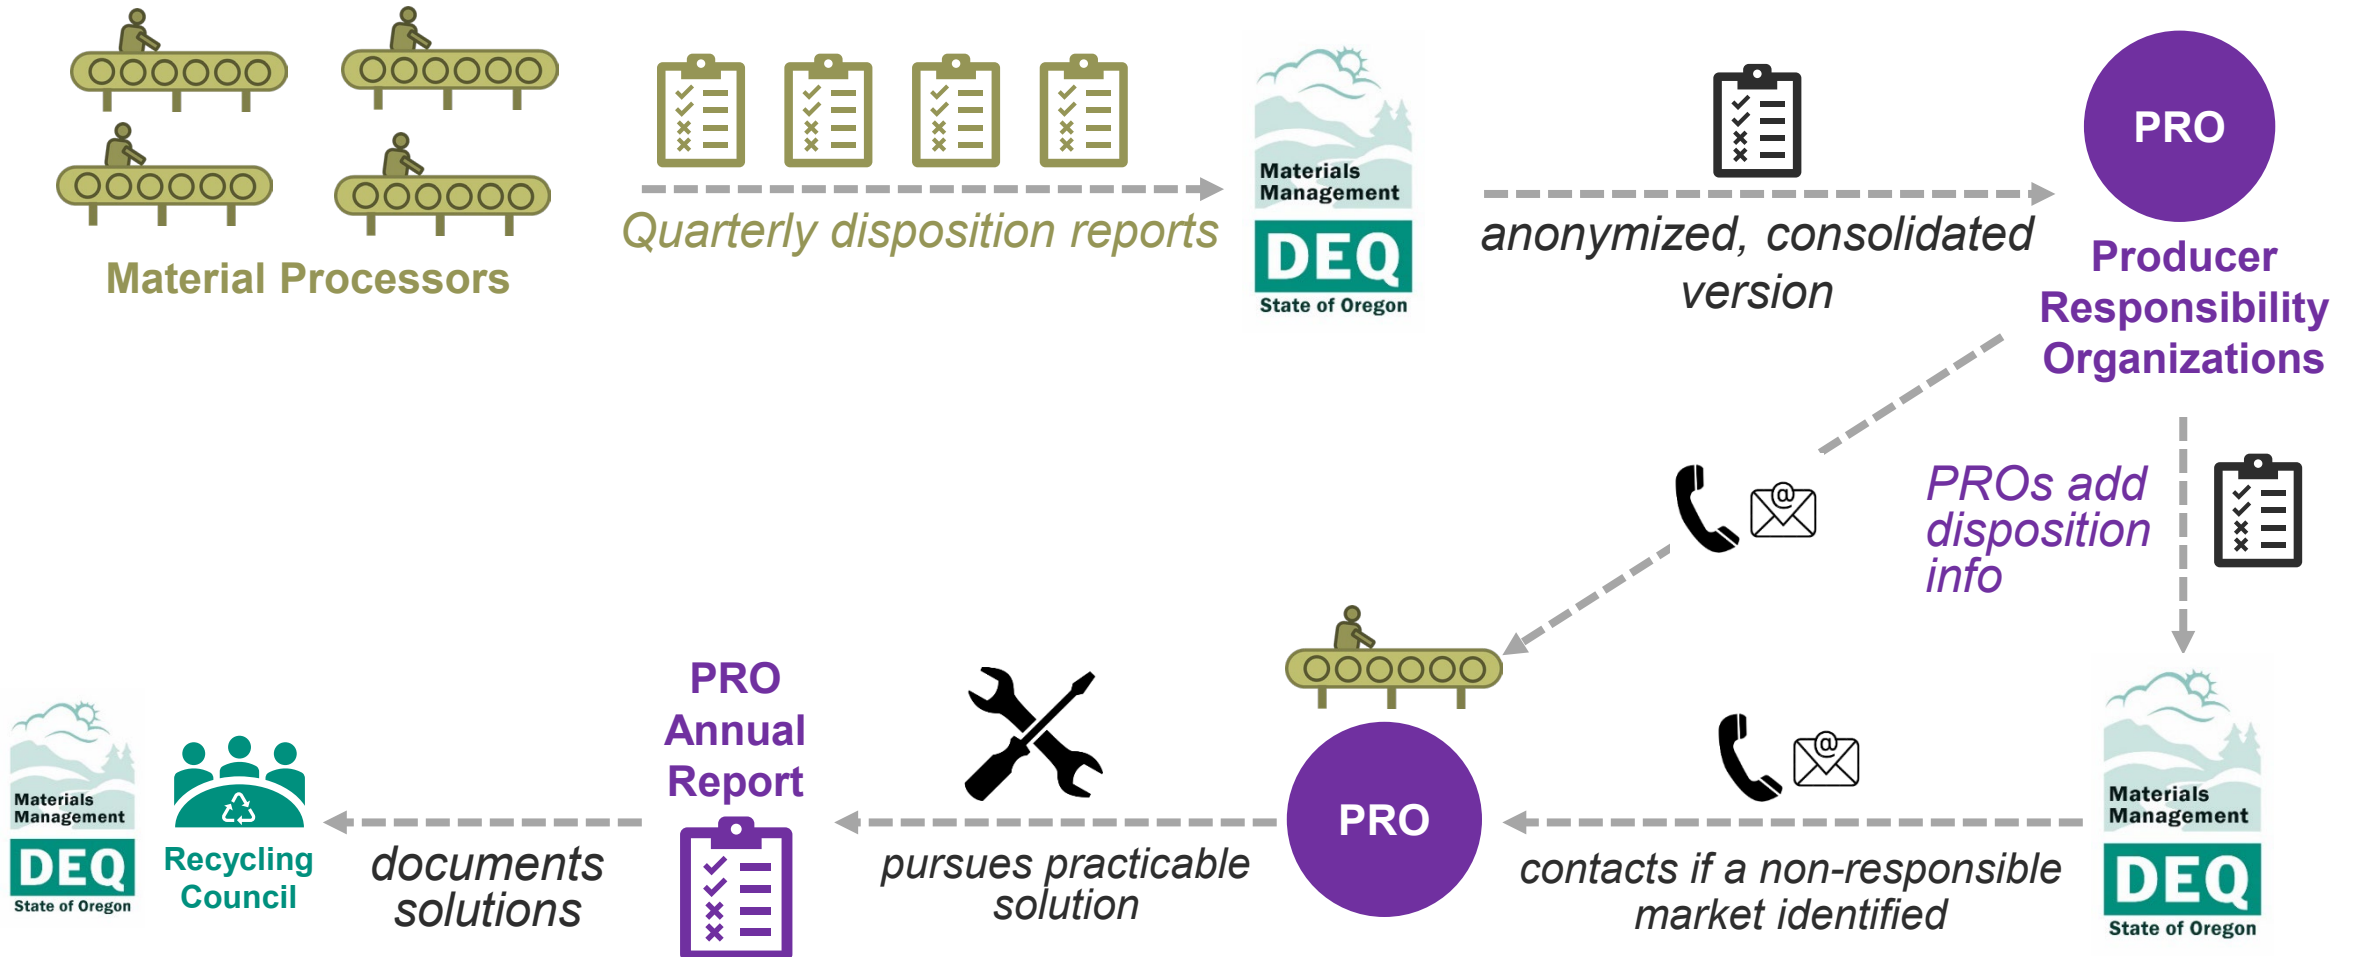 Material Processors
Quarterly disposition reports
Materials
Management
DEQ
State of Oregon
anonymized, consolidated
version
PRO
Producer
Responsibility
Organizations
PROs add
disposition
info
Materials
Management
DEQ
State of Oregon
contacts if a non-responsible
market identified
PRO
pursues practicable
solution
PRO
Annual
Report
documents
solutions
Recycling
Council
Materials
Management
DEQ
State of Oregon